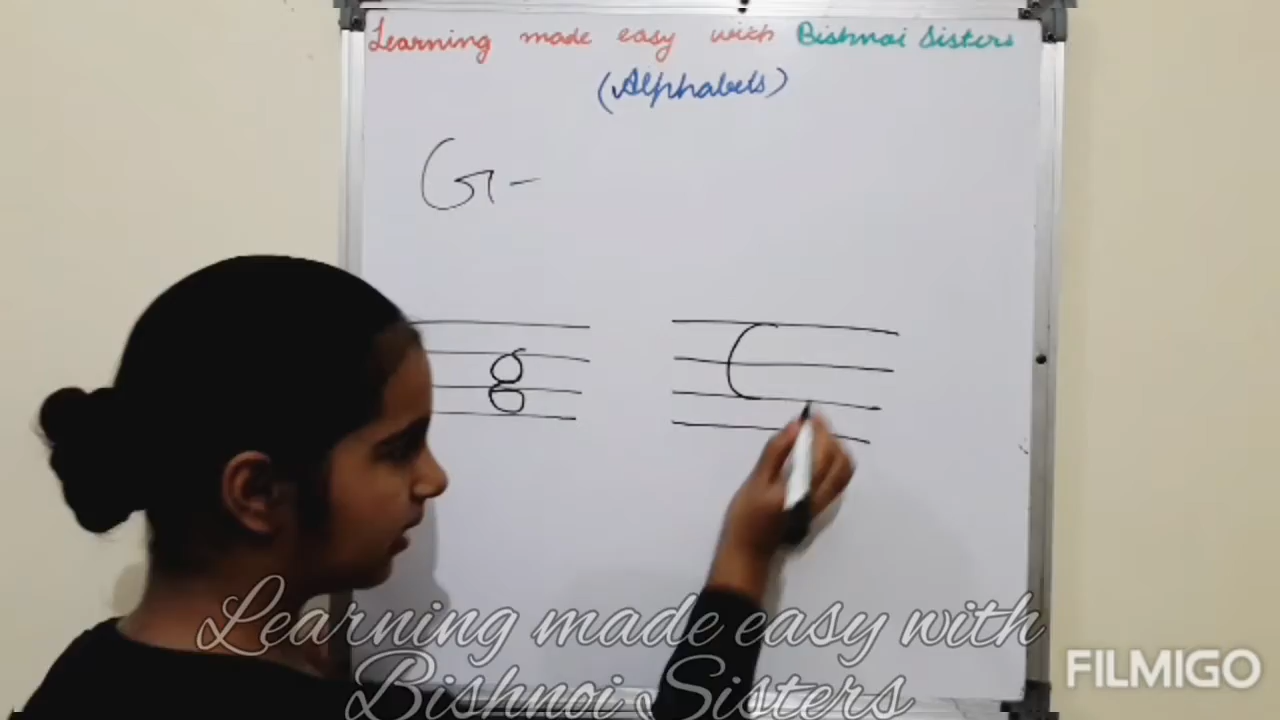 Learning made easy with Bishnoi Sisters
(Alphabets)
G -
g C
Learning made easy with
Bishnoi Sisters
FILMIGO